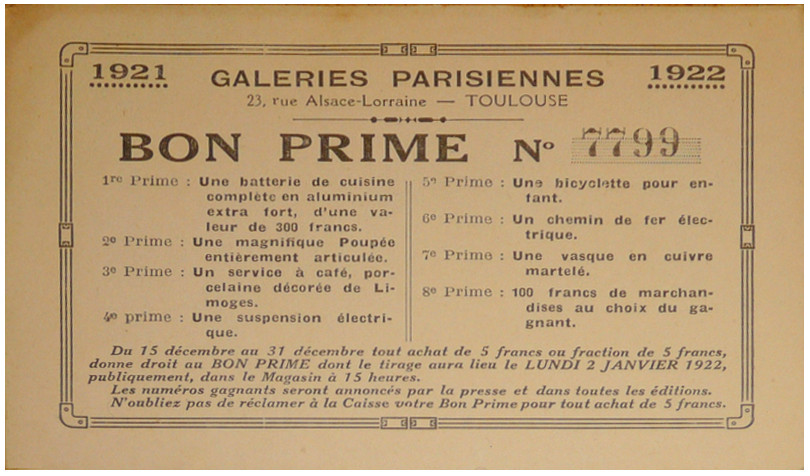 1921
1922
GALERIES PARISIENNES
23, rue Alsace-Lorraine — TOULOUSE
BON PRIME No 7799
1re Prime : Une batterie de cuisine
complète en aluminium
extra fort, d'une va-
leur de 300 francs.
2e Prime : Une magnifique Poupée
entièrement articulée.
3e Prime : Un service à café, por-
celaine décorée de Li-
moges.
4e prime : Une suspension électri-
que.
5e Prime : Une bicyclette pour en-
fant.
6e Prime : Un chemin de fer élec-
trique.
7e Prime : Une vasque en cuivre
martelé.
8e Prime : 100 francs de marchan-
dises au choix du ga-
gnant.
Du 15 décembre au 31 décembre tout achat de 5 francs ou fraction de 5 francs,
donne droit au BON PRIME dont le tirage aura lieu le LUNDI 2 JANVIER 1922,
publiquement, dans le Magasin à 15 heures.
Les numéros gagnants seront annoncés par la presse et dans toutes les éditions.
N'oubliez pas de réclamer à la Caisse votre Bon Prime pour tout achat de 5 francs.